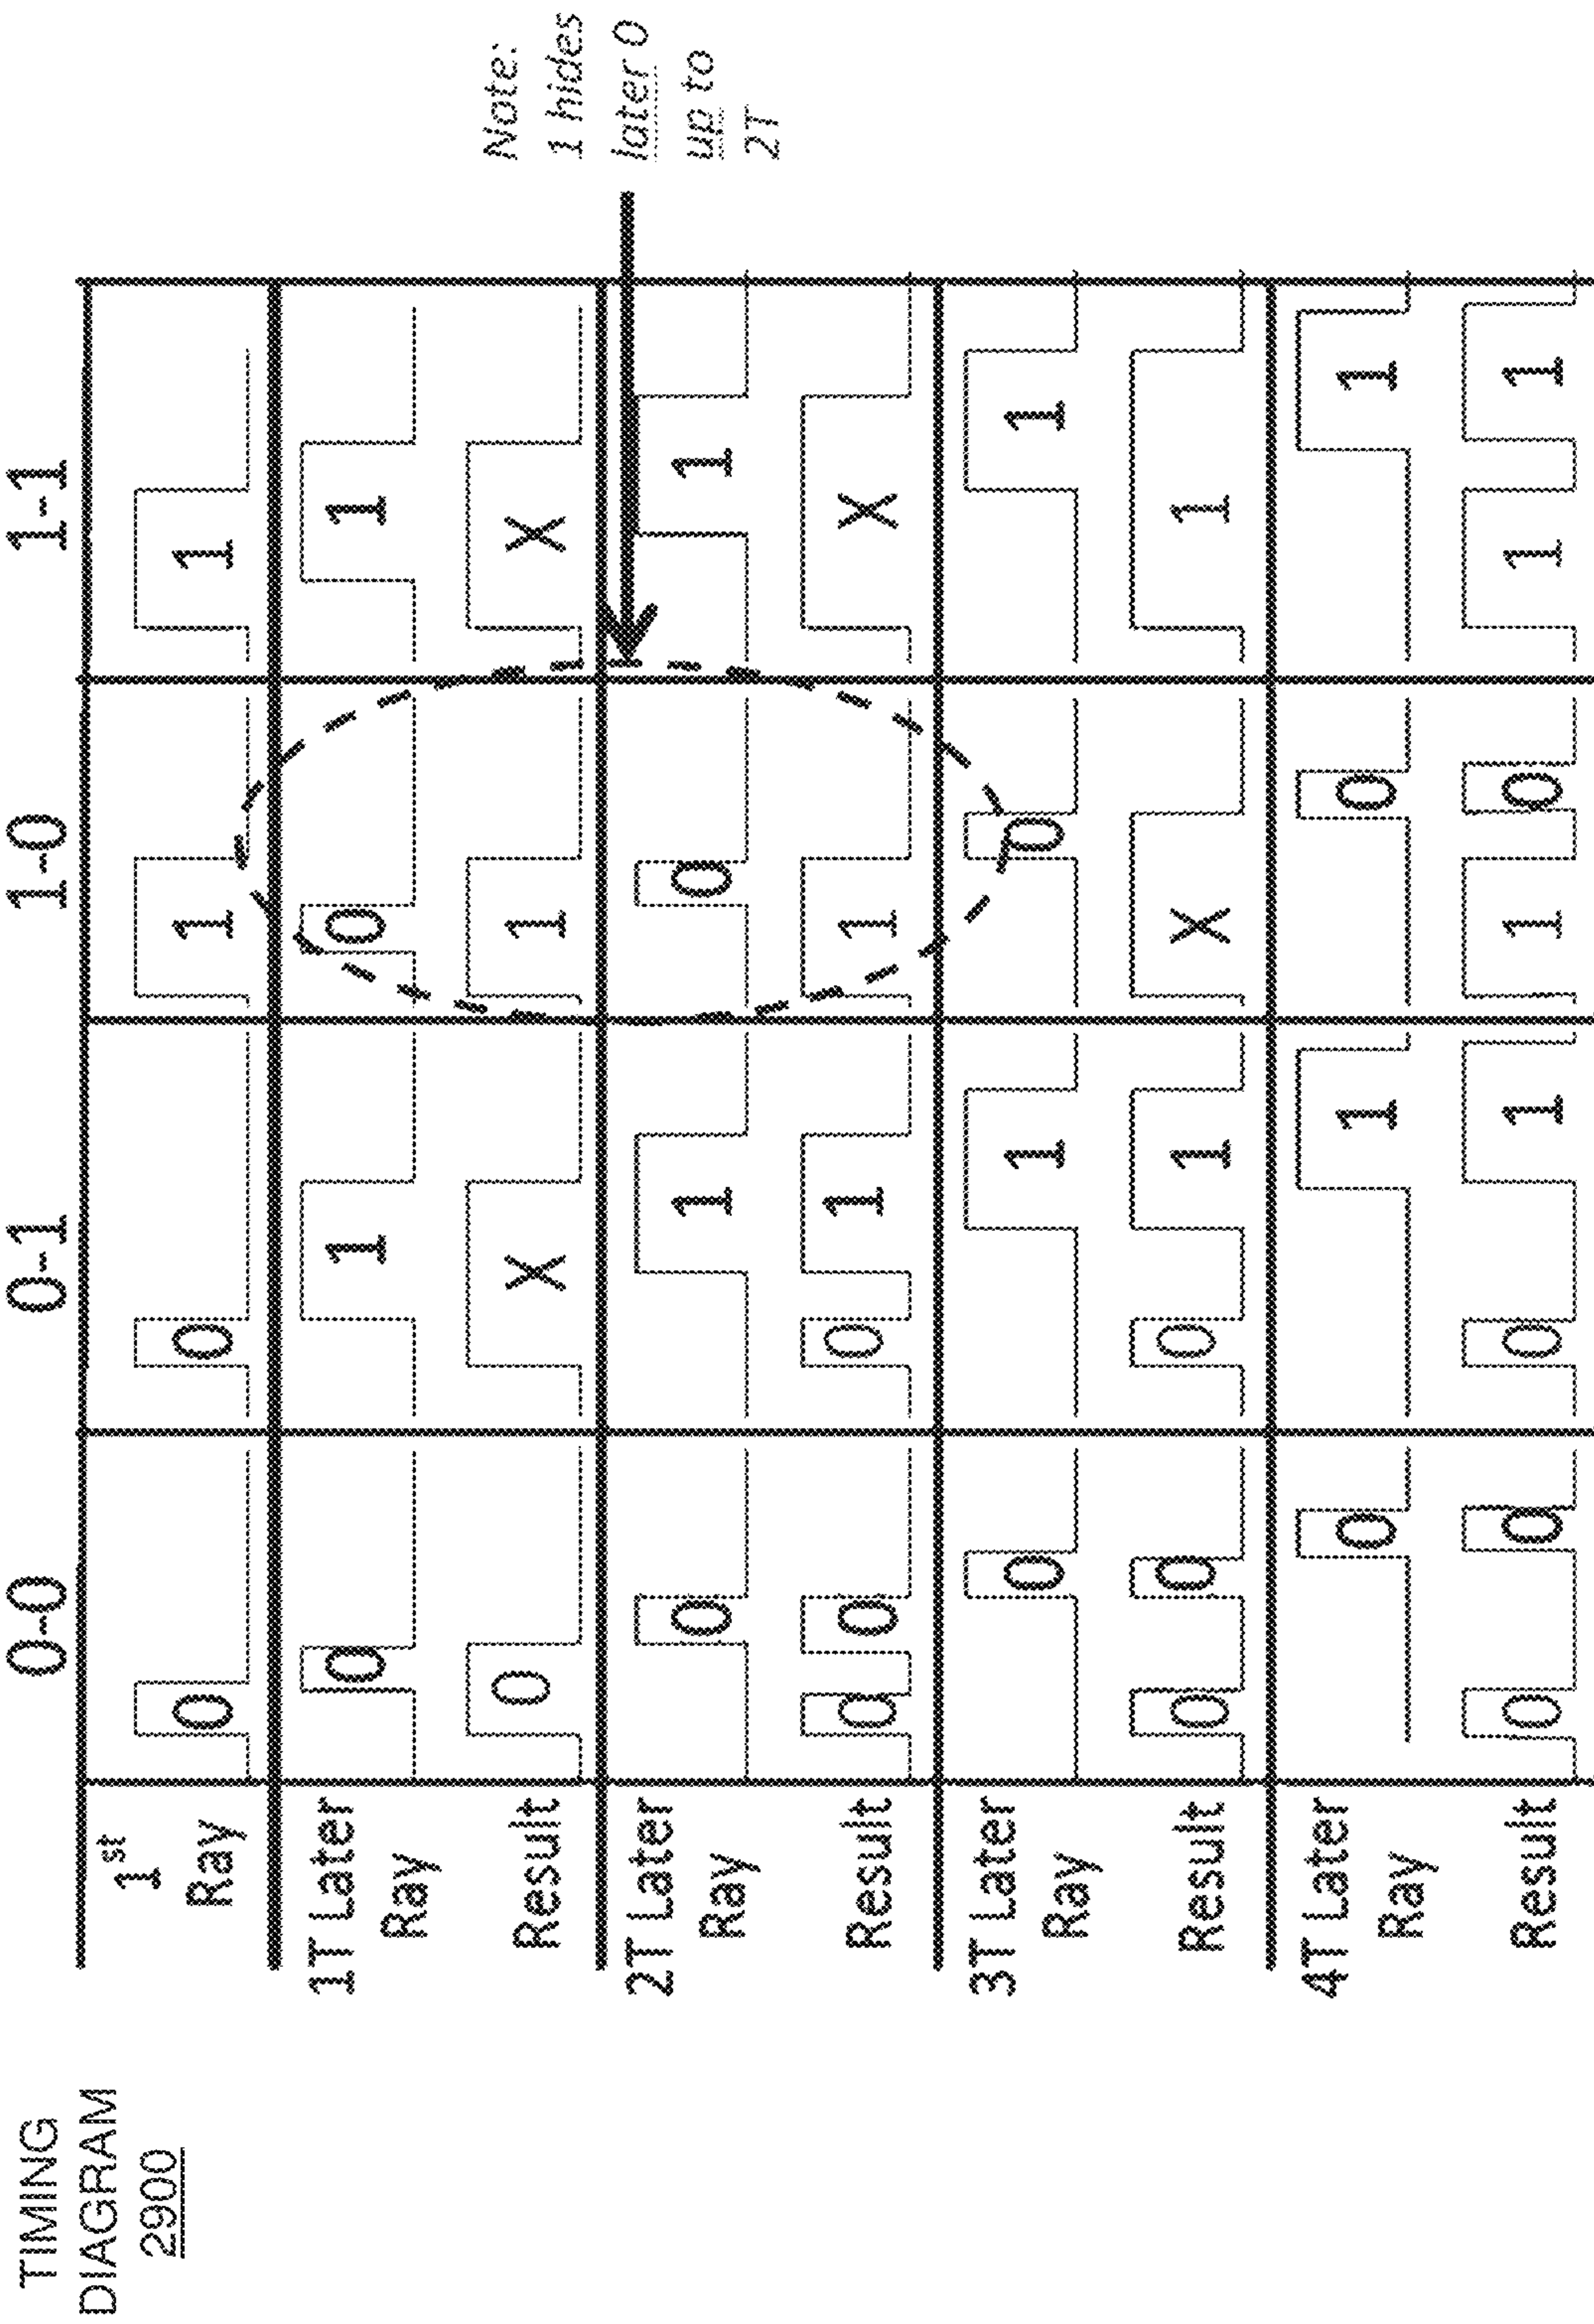 TIMING
DIAGRAM
2900
0-0 0-1 1-0 1-1
1st
Ray 0 0 1 1
1T Later 0 1 0 1
Ray
Result 0 X 1 X
2T Later
Ray 0 1 0 1
Result 0 0 0 1 1 X
3T Later
Ray 0 1 0 1
Result 0 0 0 1 X 1
4T Later
Ray 0 1 0 1
Result 0 0 0 1 1 0 1 1
Note:
1 hides
later 0
up to
2T